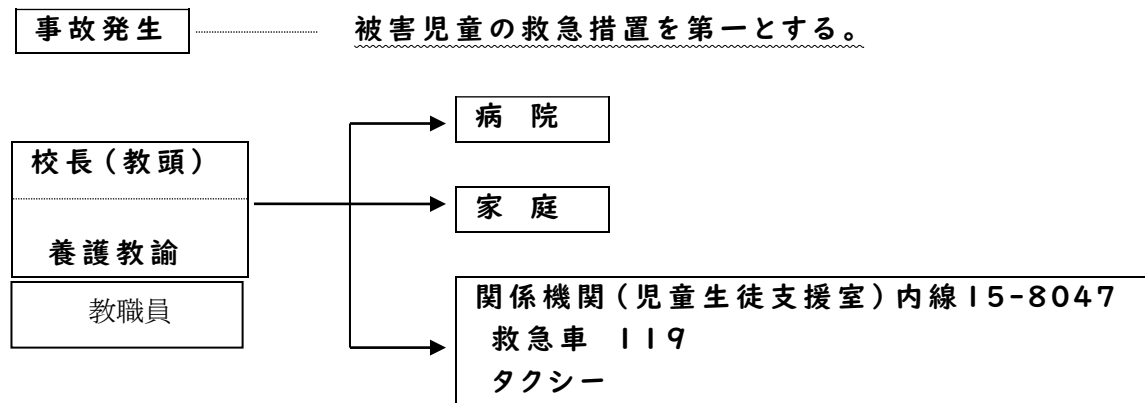 事故発生 被害児童の救急措置を第一とする。
病 院
校長(教頭)
家 庭
養護教諭
教職員
関係機関(児童生徒支援室)内線15-8047
救急車 119
タクシー